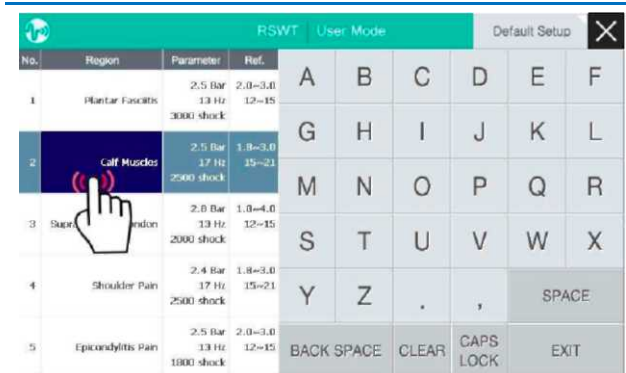 RSWT User Mode Default Setup
No. Region Parameter Ref.
1 Plantar Fasciitis 2.5 Bar 2.0~3.0
13 Hz 12~15
3000 shock
2 Calf Muscles 2.5 Bar 1.8~3.0
17 Hz 15~21
2500 shock
3 2.0 Bar 1.0~4.0
13 Hz 12~15
2000 shock
4 Shoulder Pain 2.4 Bar 1.8~3.0
17 Hz 15~21
2500 shock
5 Epicondylitis Pain 2.5 Bar 2.0~3.0
13 Hz 12~15
1800 shock
A B C D E F
G H I J K L
M N O P Q R
S T U V W X
Y Z . , SPACE
BACK SPACE CLEAR CAPS LOCK EXIT